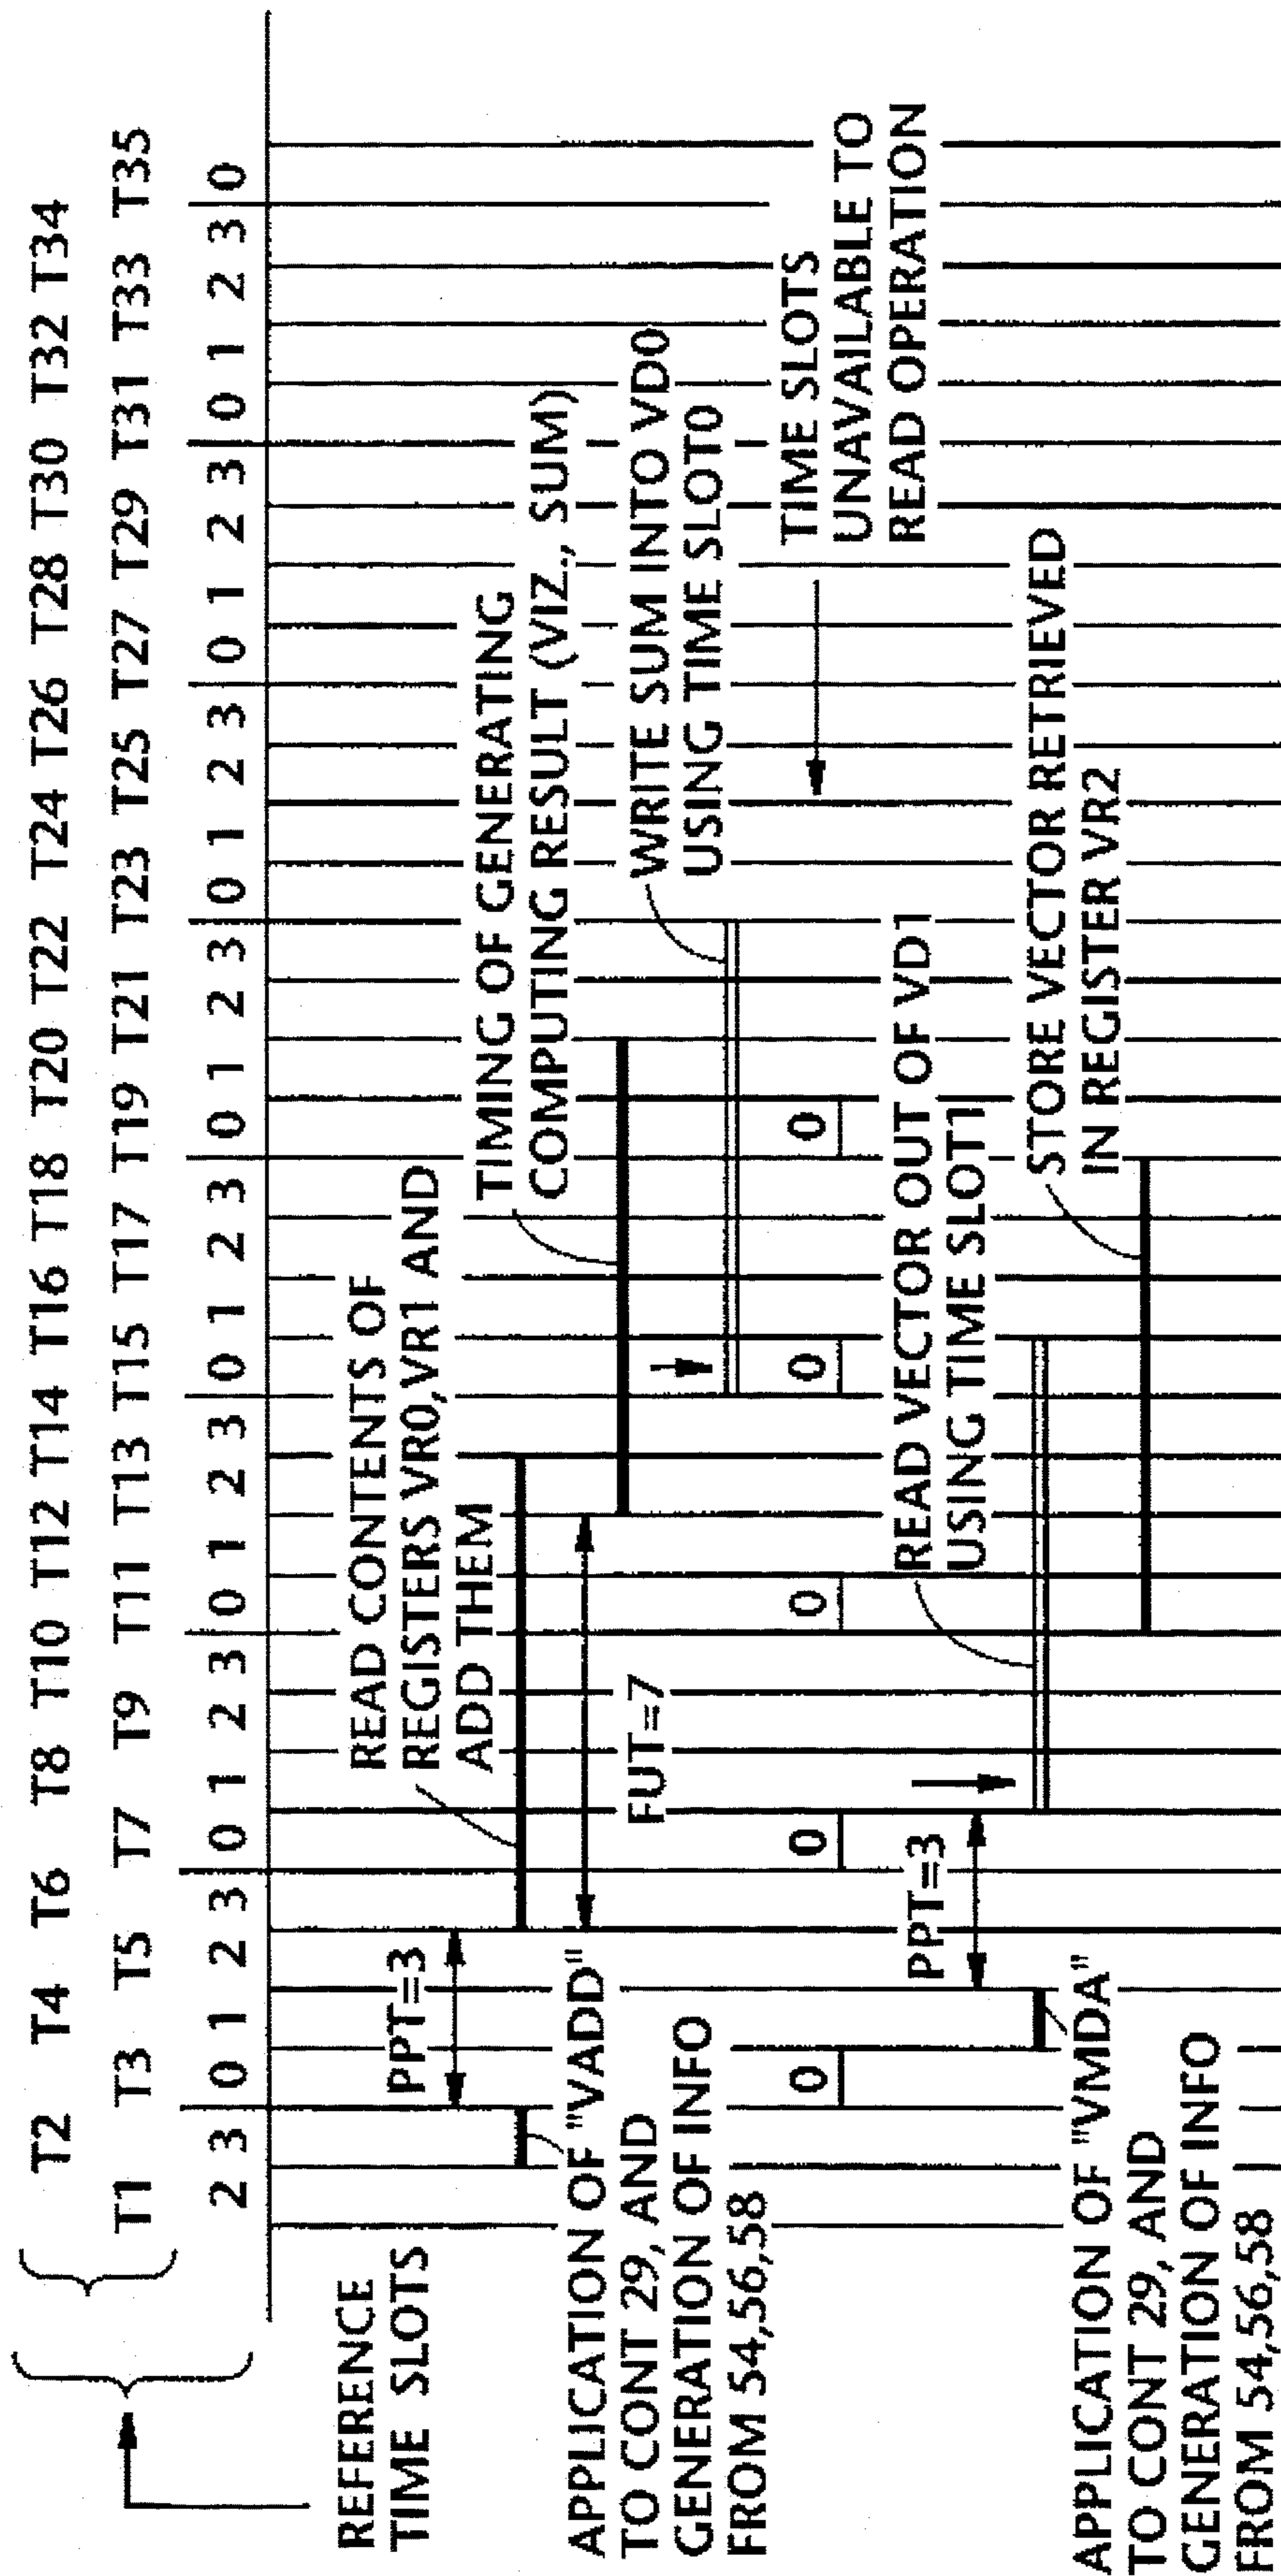 T2 T4 T6 T8 T10 T12 T14 T16 T18 T20 T22 T24 T26 T28 T30 T32 T34
T1 T3 T5 T7 T9 T11 T13 T15 T17 T19 T21 T23 T25 T27 T29 T31 T33 T35
2 3 0 1 2 3 0 1 2 3 0 1 2 3 0 1 2 3 0 1 2 3 0 1 2 3 0 1 2 3 0 1 2 3 0
REFERENCE
TIME SLOTS
PPT=3
READ CONTENTS OF
REGISTERS VR0,VR1 AND
ADD THEM
TIMING OF GENERATING
COMPUTING RESULT (VIZ., SUM)
APPLICATION OF "VADD"
TO CONT 29, AND
GENERATION OF INFO
FROM 54,56,58
FUT=7
WRITE SUM INTO VD0
USING TIME SLOT0
0 0 0 0 0
TIME SLOTS
UNAVAILABLE TO
READ OPERATION
PPT=3
READ VECTOR OUT OF VD1
USING TIME SLOT1
STORE VECTOR RETRIEVED
IN REGISTER VR2
APPLICATION OF "VMDA"
TO CONT 29, AND
GENERATION OF INFO
FROM 54,56,58